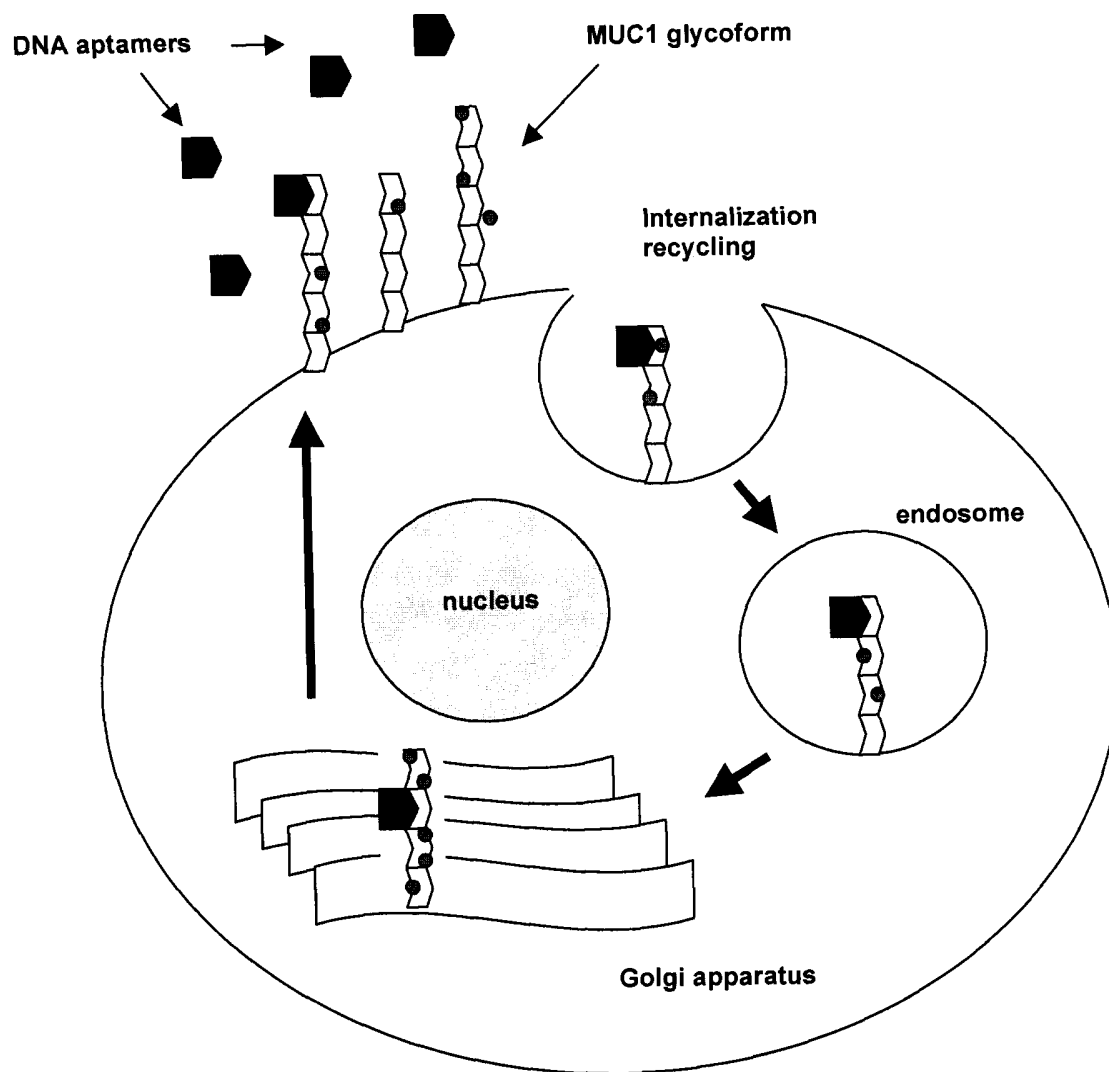 DNA aptamers
MUC1 glycoform
Internalization
recycling
endosome
nucleus
Golgi apparatus